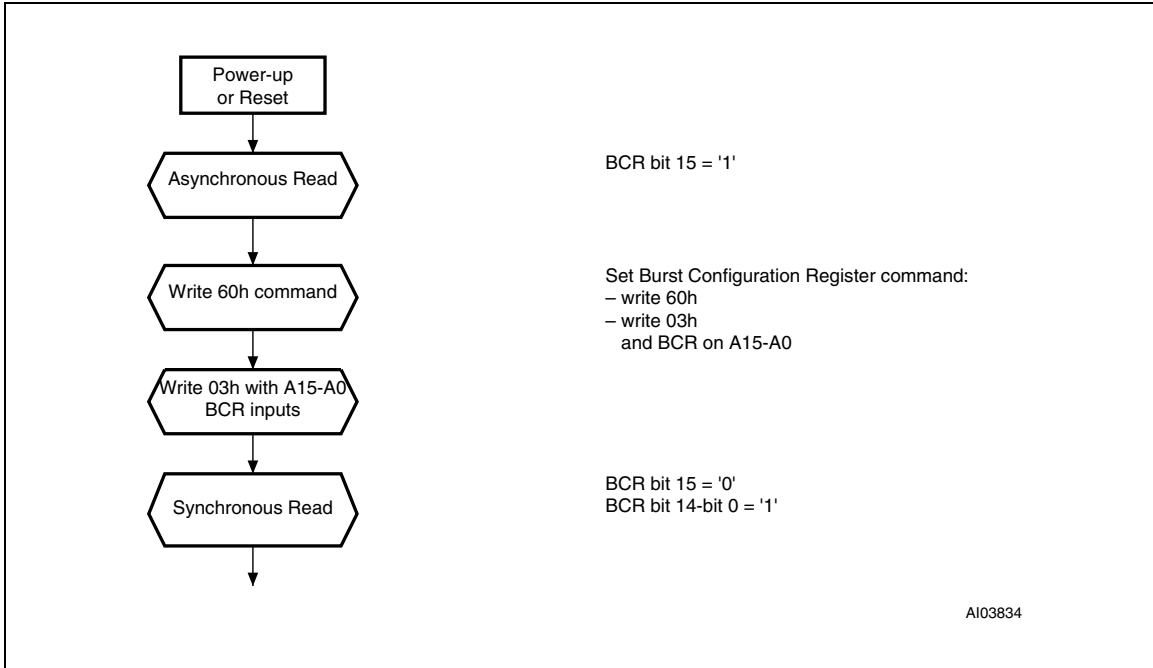 Power-up
or Reset
Asynchronous Read
BCR bit 15 = '1'
Write 60h command
Set Burst Configuration Register command:
– write 60h
– write 03h
and BCR on A15-A0
Write 03h with A15-A0
BCR inputs
Synchronous Read
BCR bit 15 = '0'
BCR bit 14-bit 0 = '1'
AI03834